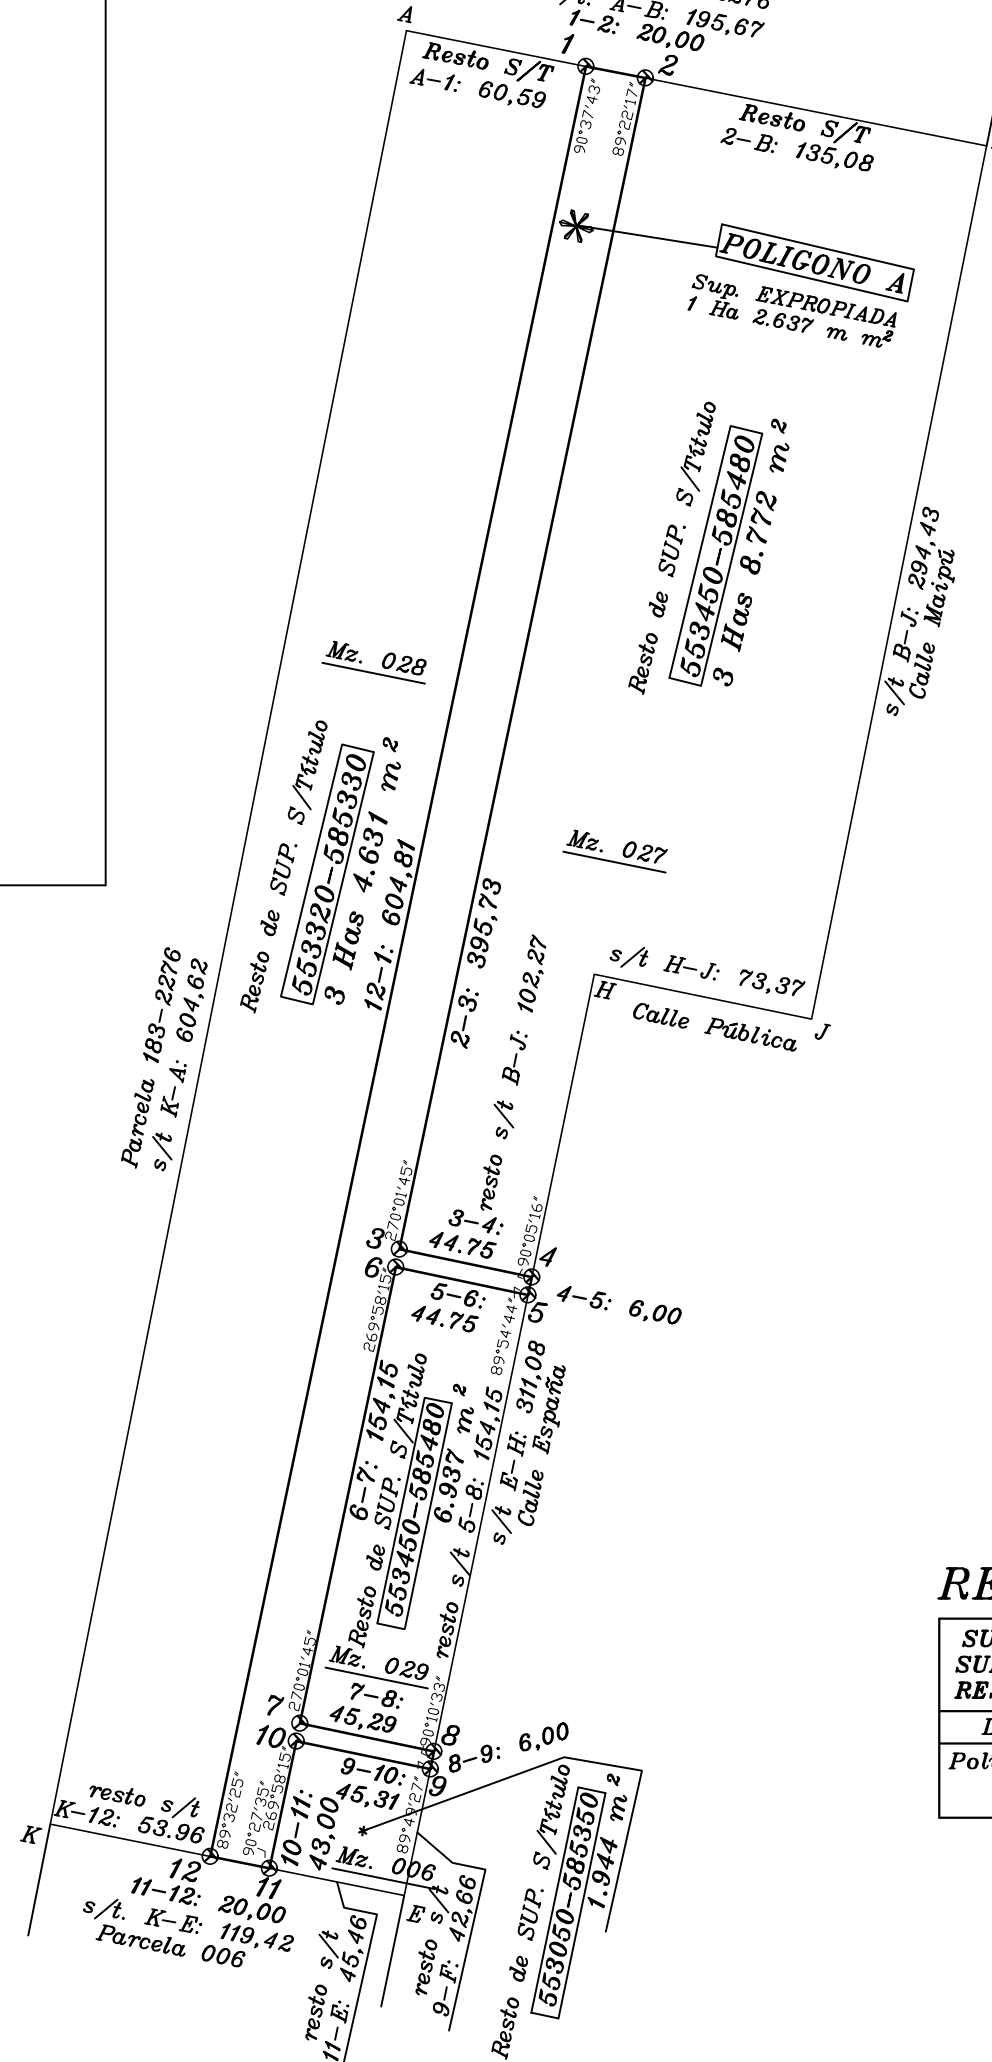 A-B: 195,67
1-2: 20,00
A
1
2
Resto S/T
A-1: 60,59
90°37'43"
89°22'17"
Resto S/T
2-B: 135,08
POLIGONO A
Sup. EXPROPIADA
1 Ha 2.637 m m²
Resto de SUP. S/Título
553450-585480
3 Has 8.772 m²
s/t B-J: 294,43
Calle Maipú
Mz. 028
Resto de SUP. S/Título
553320-585330
3 Has 4.631 m²
12-1: 604,81
2-3: 395,73
Mz. 027
resto s/t B-J: 102,27
s/t H-J: 73,37
H
Calle Pública
J
Parcela 183-2276
s/t K-A: 604,62
270°01'45"
3
3-4:
44.75
90°05'16"
4
6
269°58'15"
5-6:
44.75
89°54'44"
5
4-5: 6,00
6-7: 154,15
Resto de SUP. S/Título
553450-585480
6.937 m²
resto s/t 5-8: 154,15
s/t E-H: 311,08
Calle España
Mz. 029
270°01'45"
7
7-8:
45,29
90°10'33"
8
8-9: 6,00
10
9-10:
45,31
9
269°58'15"
89°49'27"
10-11:
43,00
Mz. 006
resto s/t
K-12: 53.96
K
89°32'25"
90°27'35"
12
11
11-12: 20,00
s/t. K-E: 119,42
Parcela 006
E
resto s/t
11-E: 45,46
resto s/t
9-F: 42,66
Resto de SUP. S/Título
553050-585350
1.944 m²
RE
SU
SU
RES
Pol